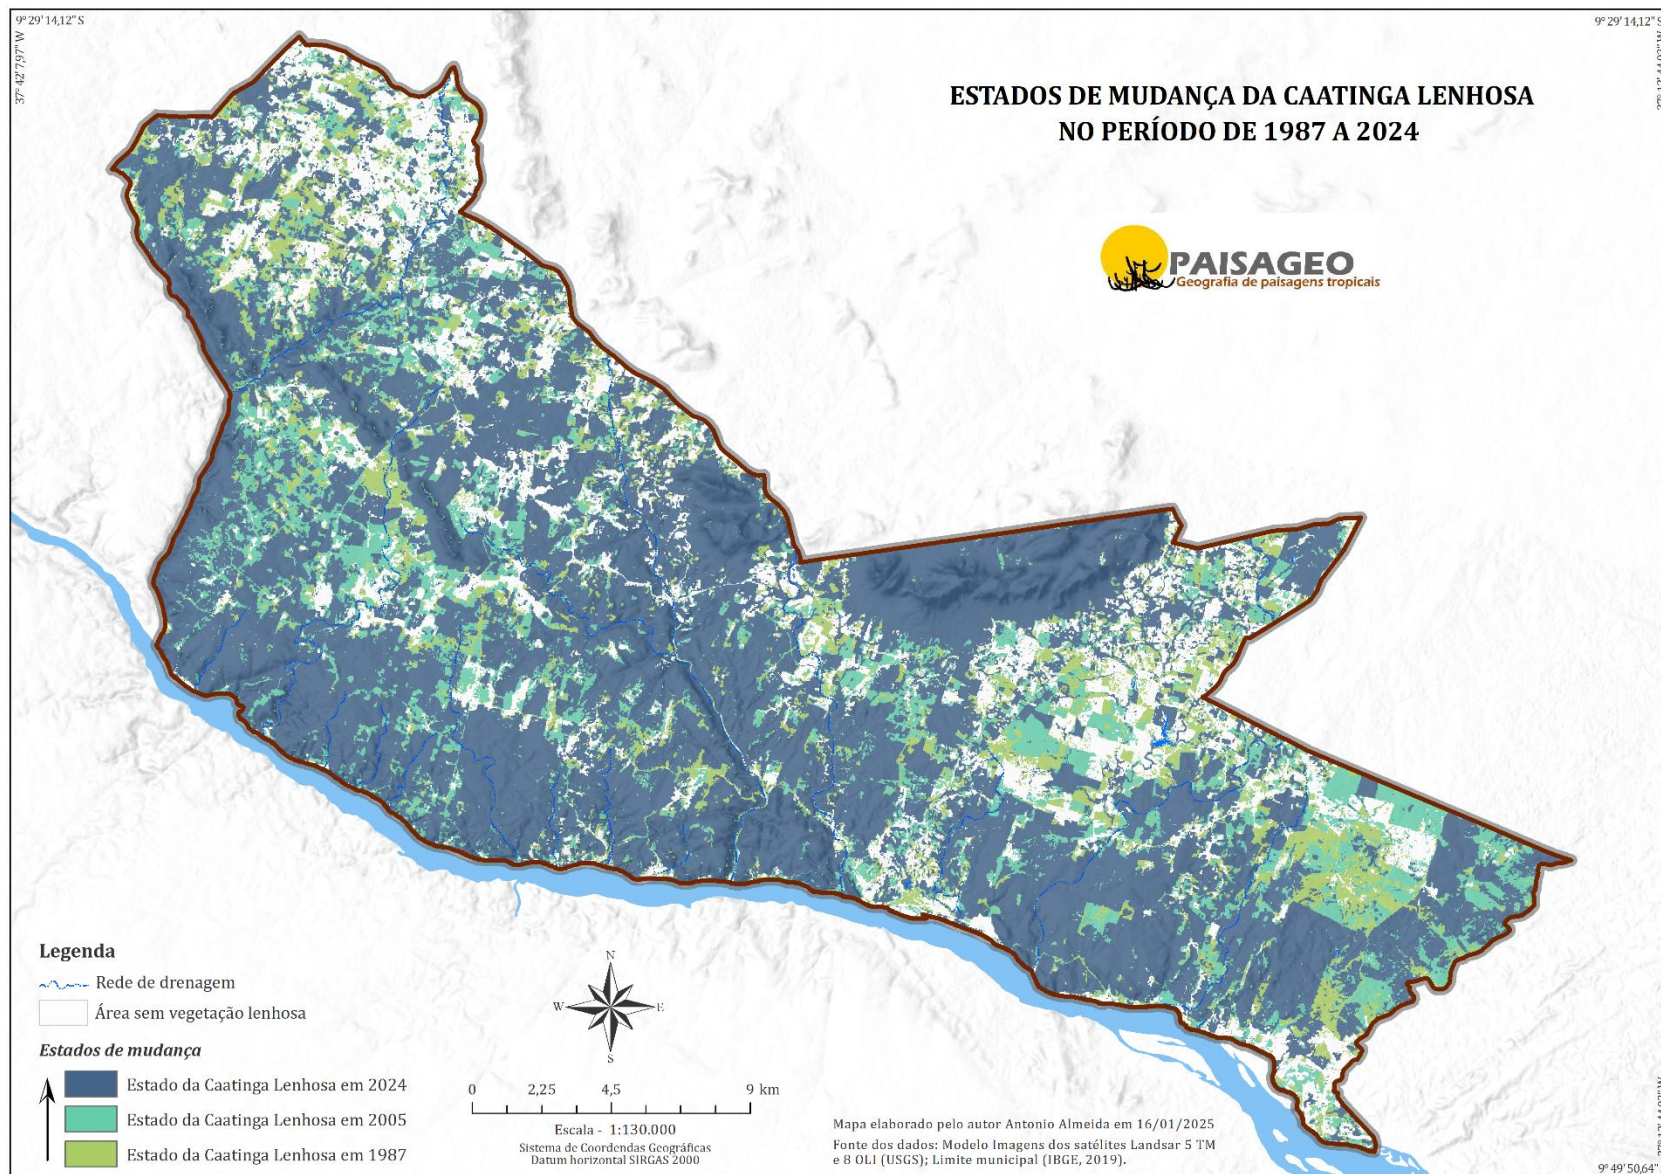 9° 29' 14,12" S
9° 29' 14,12" S
37° 42' 7,97" W
ESTADOS DE MUDANÇA DA CAATINGA LENHOSA
NO PERÍODO DE 1987 A 2024
PAISAGEO
Geografia de paisagens tropicais
Legenda
Rede de drenagem
Área sem vegetação lenhosa
Estados de mudança
Estado da Caatinga Lenhosa em 2024
Estado da Caatinga Lenhosa em 2005
Estado da Caatinga Lenhosa em 1987
N
W
E
S
0 2,25 4,5 9 km
Escala - 1:130.000
Sistema de Coordendas Geográficas
Datum horizontal SIRGAS 2000
Mapa elaborado pelo autor Antonio Almeida em 16/01/2025
Fonte dos dados: Modelo Imagens dos satélites Landsar 5 TM
e 8 OLI (USGS); Limite municipal (IBGE, 2019).
9° 49' 50,64" S